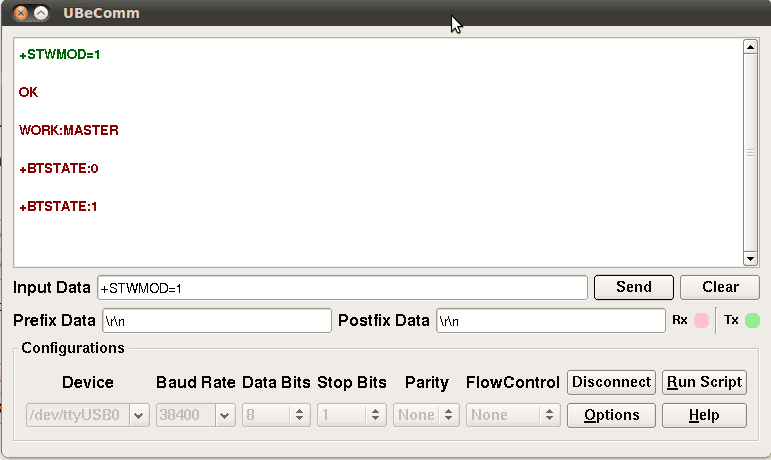 UBeComm
+STWMOD=1
OK
WORK:MASTER
+BTSTATE:0
+BTSTATE:1
Input Data +STWMOD=1 Send Clear
Prefix Data \r\n Postfix Data \r\n Rx Tx
Configurations
Device Baud Rate Data Bits Stop Bits Parity FlowControl Disconnect Run Script
/dev/ttyUSB0 38400 8 1 None None Options Help